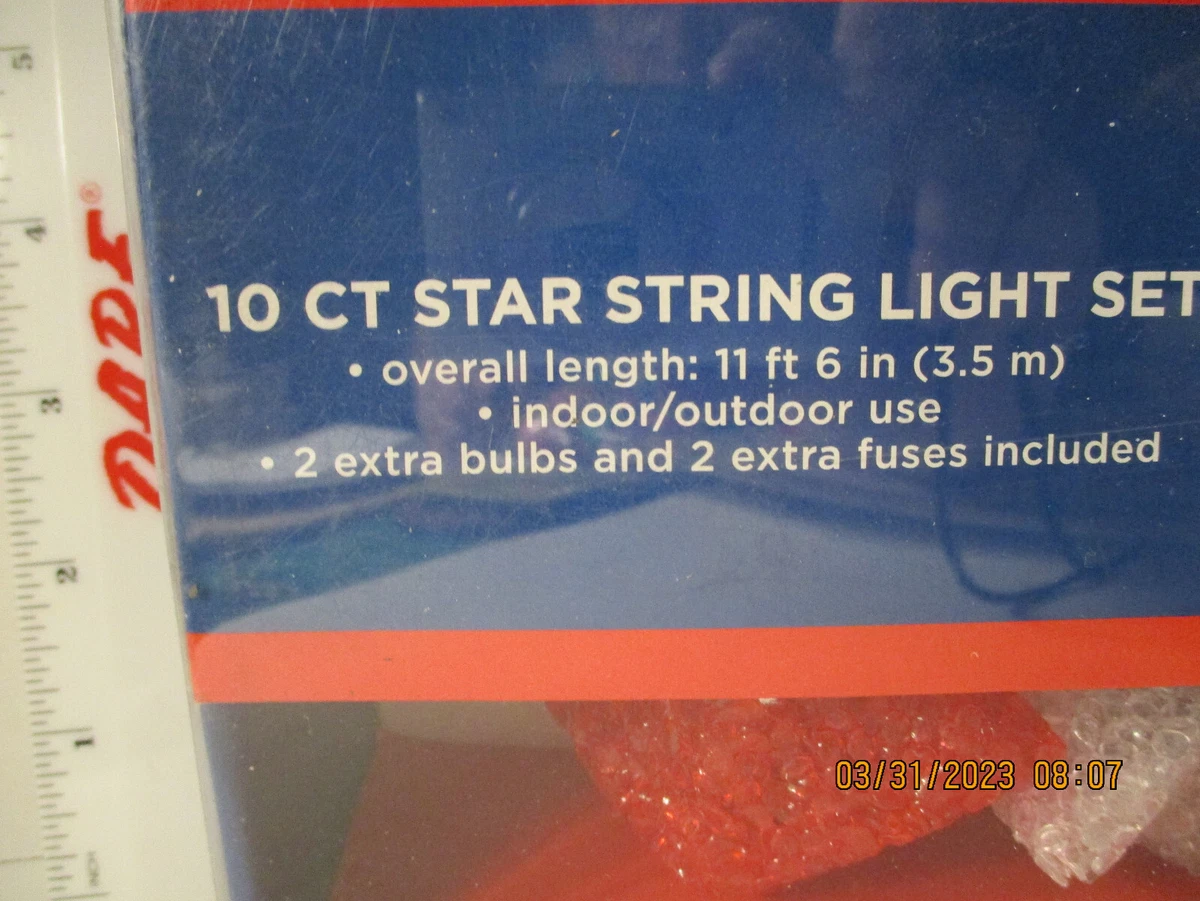 10 CT STAR STRING LIGHT SET
• overall length: 11 ft 6 in (3.5 m)
• indoor/outdoor use
• 2 extra bulbs and 2 extra fuses included
03/31/2023 08:07
5
4
3
2
1
INCH
®